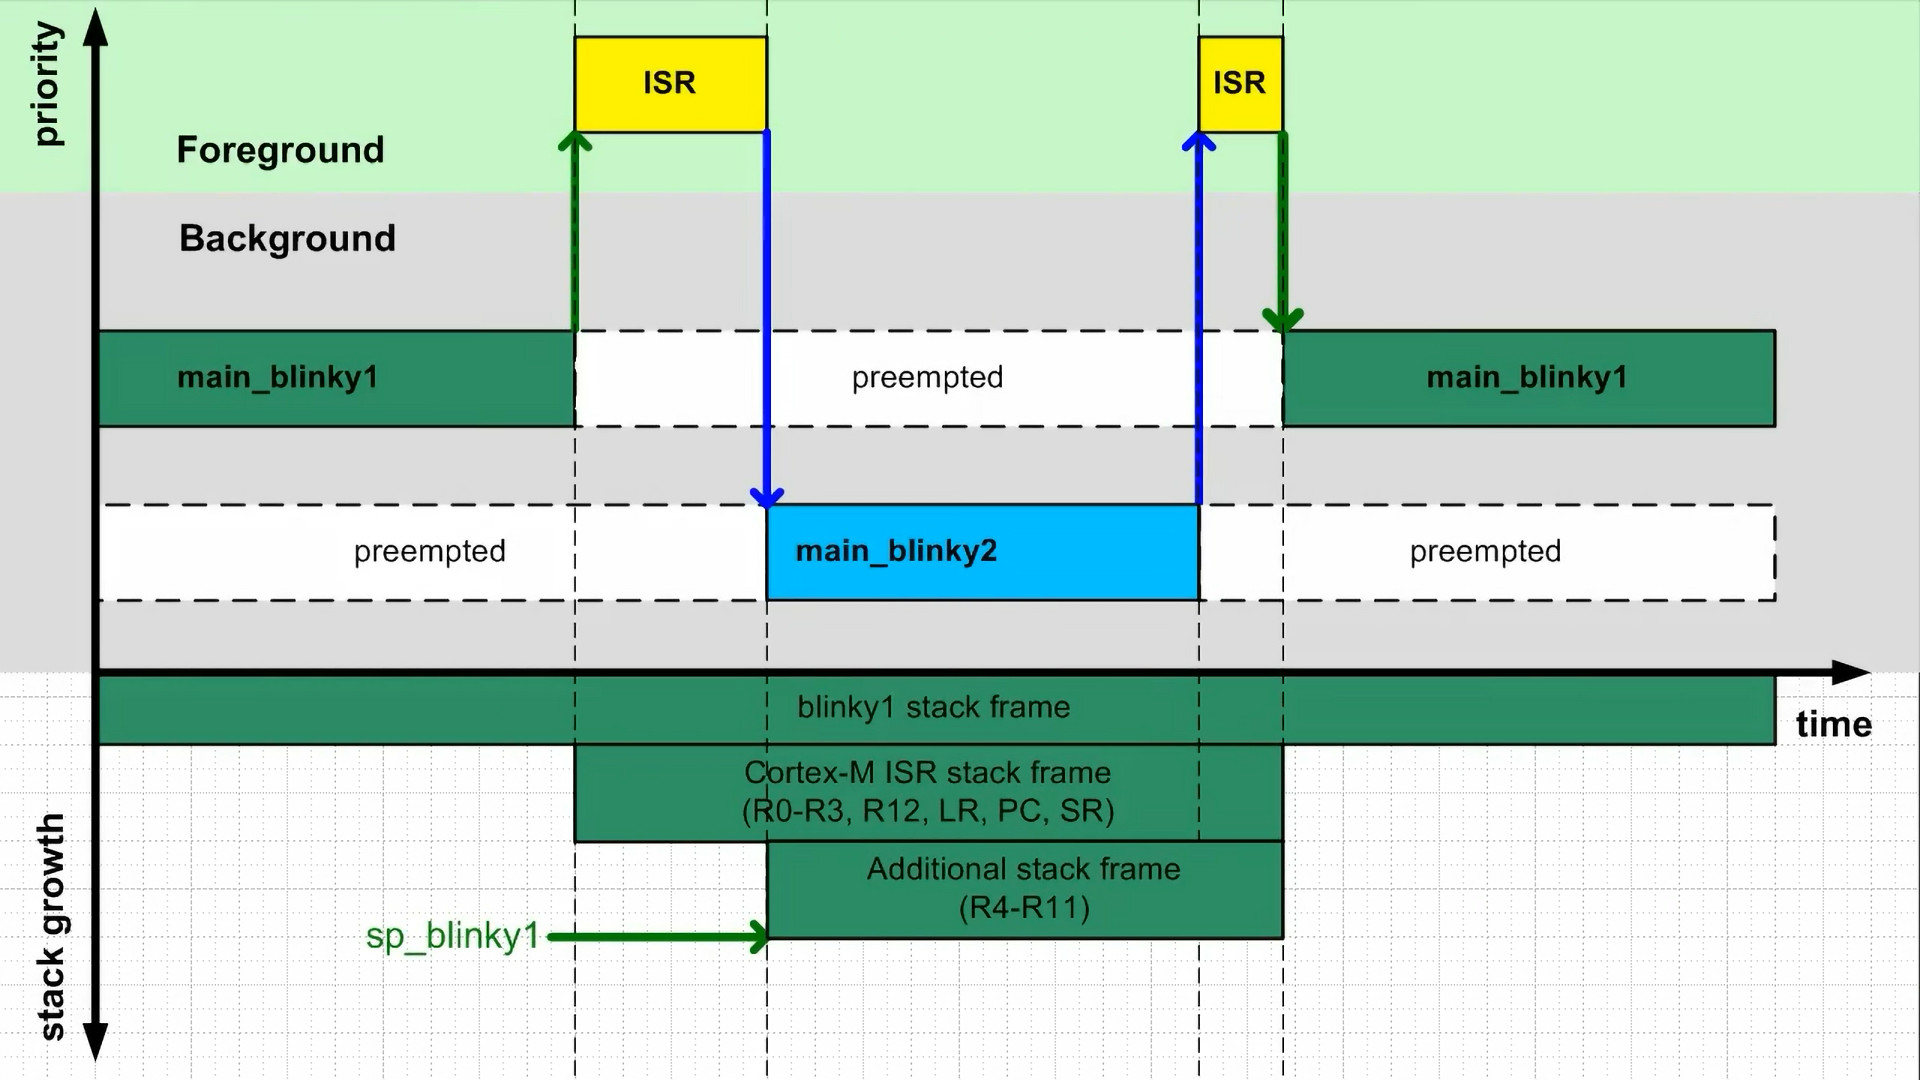 priority
ISR
ISR
Foreground
Background
main_blinky1
preempted
main_blinky1
preempted
main_blinky2
preempted
blinky1 stack frame
time
Cortex-M ISR stack frame
(R0-R3, R12, LR, PC, SR)
Additional stack frame
(R4-R11)
sp_blinky1
stack growth